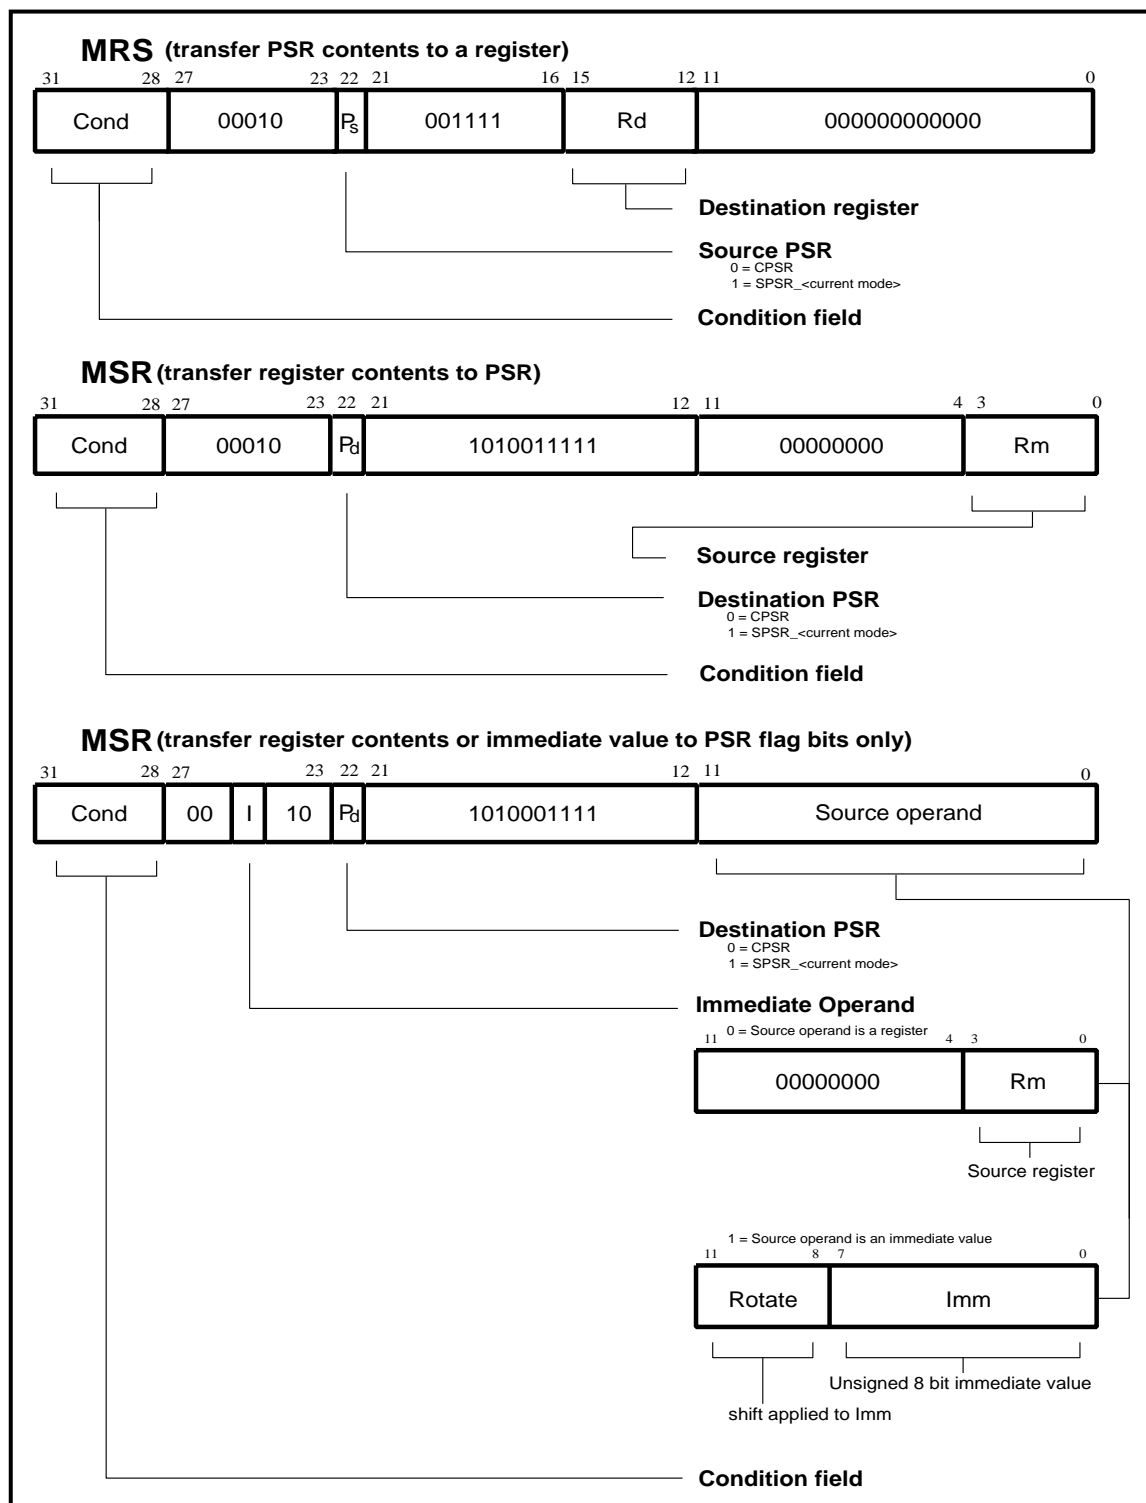 MRS (transfer PSR contents to a register)
31 28 27 23 22 21 16 15 12 11 0
Cond 00010 Ps 001111 Rd 000000000000
Destination register
Source PSR
0 = CPSR
1 = SPSR_<current mode>
Condition field
MSR (transfer register contents to PSR)
31 28 27 23 22 21 12 11 4 3 0
Cond 00010 Pd 1010011111 00000000 Rm
Source register
Destination PSR
0 = CPSR
1 = SPSR_<current mode>
Condition field
MSR (transfer register contents or immediate value to PSR flag bits only)
31 28 27 23 22 21 12 11 0
Cond 00 I 10 Pd 1010001111 Source operand
Destination PSR
0 = CPSR
1 = SPSR_<current mode>
Immediate Operand
0 = Source operand is a register
11 4 3 0
00000000 Rm
Source register
1 = Source operand is an immediate value
11 8 7 0
Rotate Imm
Unsigned 8 bit immediate value
shift applied to Imm
Condition field